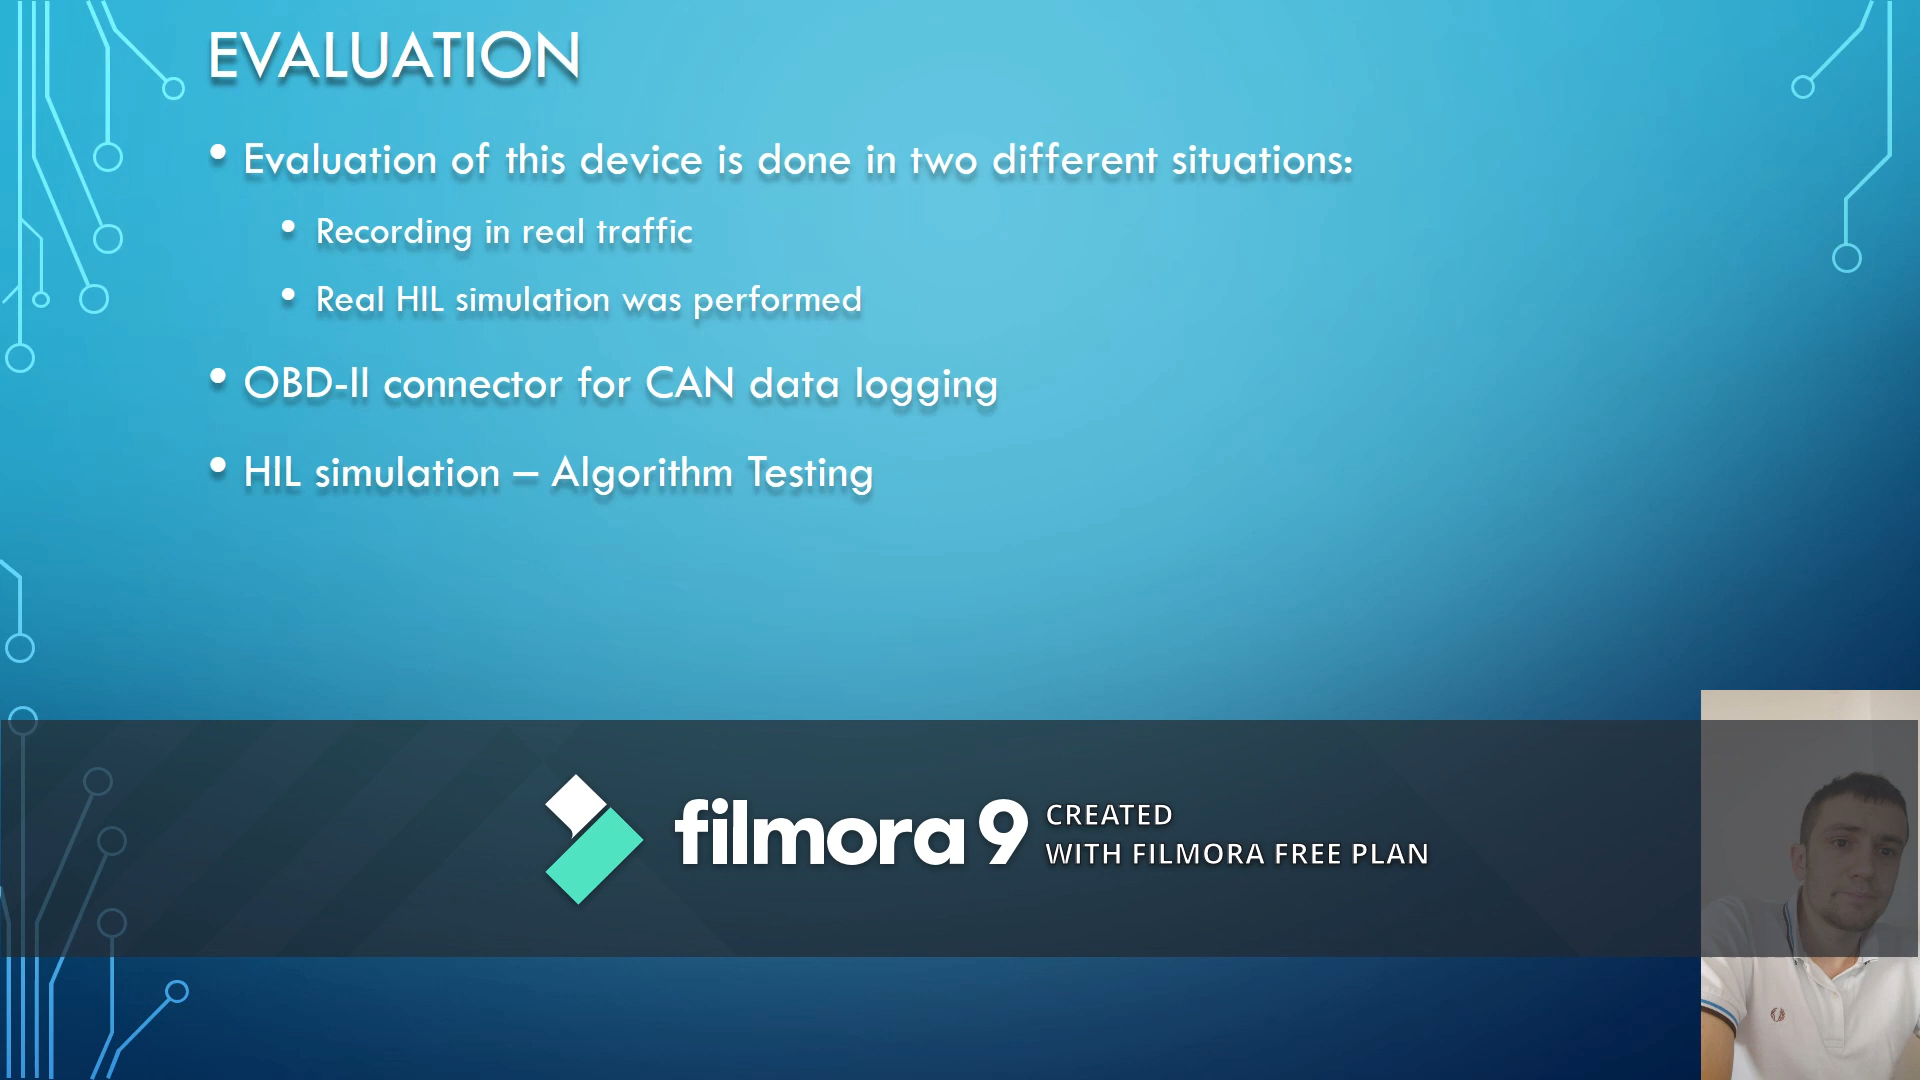 EVALUATION
• Evaluation of this device is done in two different situations:
• Recording in real traffic
• Real HIL simulation was performed
• OBD-II connector for CAN data logging
• HIL simulation – Algorithm Testing
filmora 9 CREATED
WITH FILMORA FREE PLAN